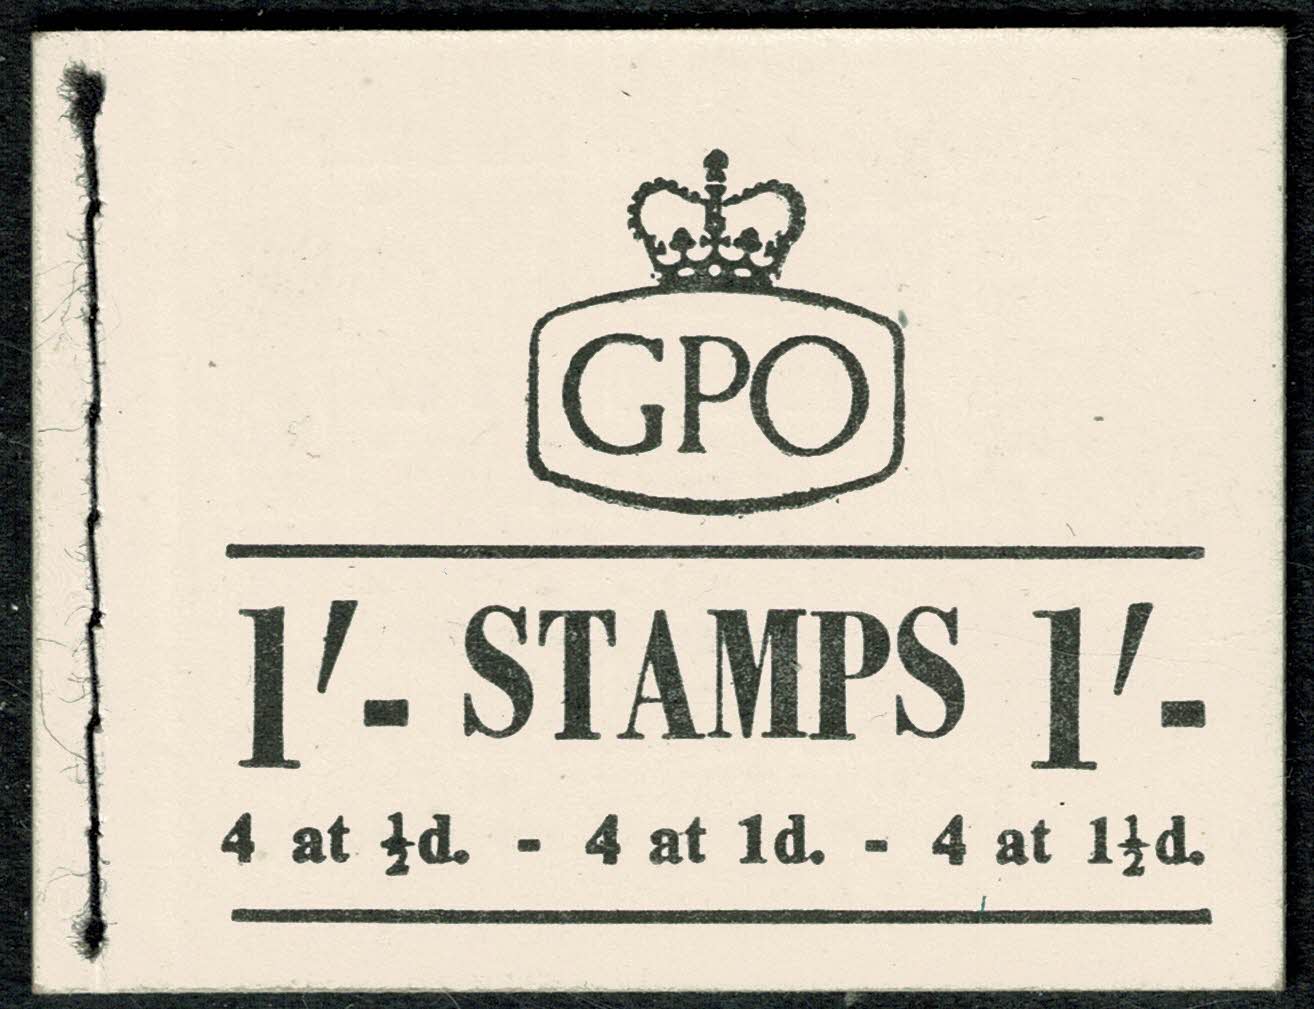 GPO
1/- STAMPS 1/-
4 at ½d. - 4 at 1d. - 4 at 1½d.